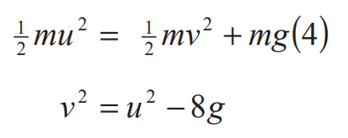 ½mu² = ½mv² + mg(4)
v² = u² − 8g